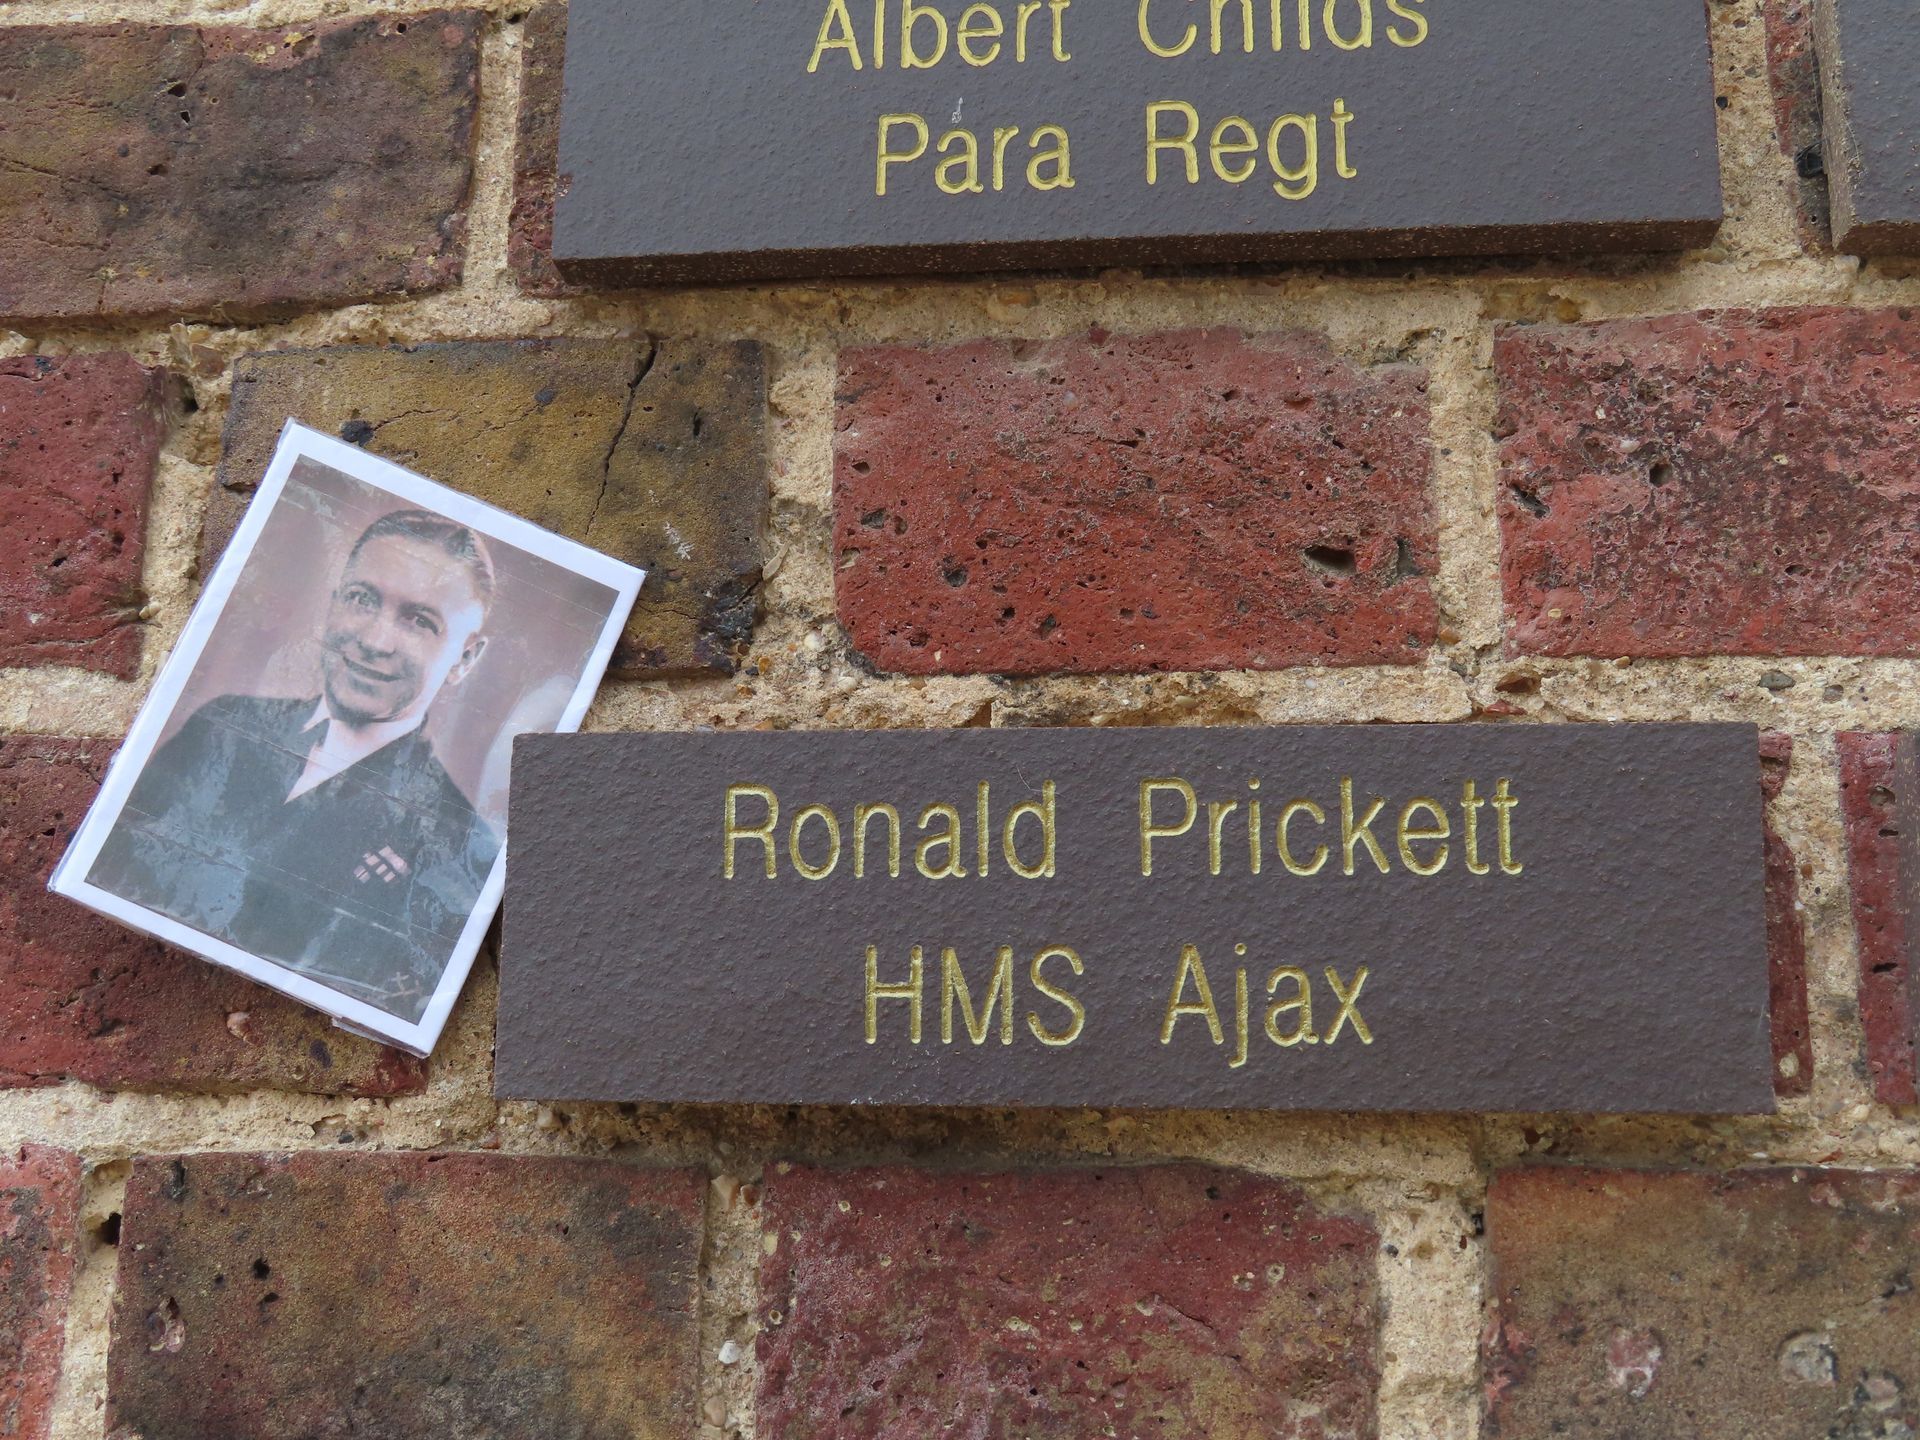 Albert Childs
Para Regt
Ronald Prickett
HMS Ajax